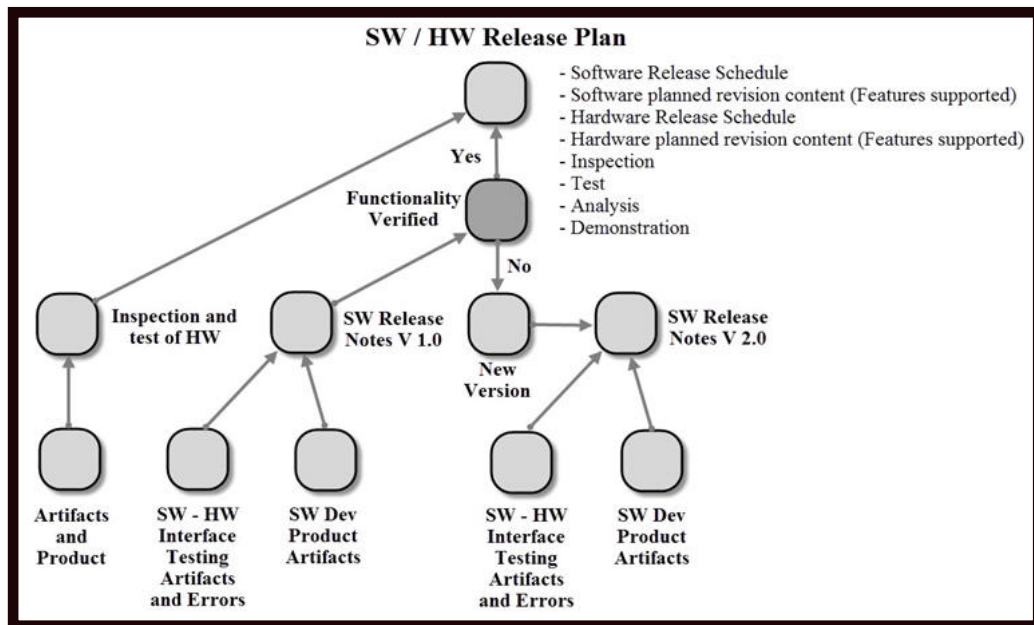 SW / HW Release Plan
- Software Release Schedule
- Software planned revision content (Features supported)
- Hardware Release Schedule
- Hardware planned revision content (Features supported)
- Inspection
- Test
- Analysis
- Demonstration
Yes
Functionality
Verified
No
Inspection and
test of HW
SW Release
Notes V 1.0
New
Version
SW Release
Notes V 2.0
Artifacts
and
Product
SW - HW
Interface
Testing
Artifacts
and Errors
SW Dev
Product
Artifacts
SW - HW
Interface
Testing
Artifacts
and Errors
SW Dev
Product
Artifacts